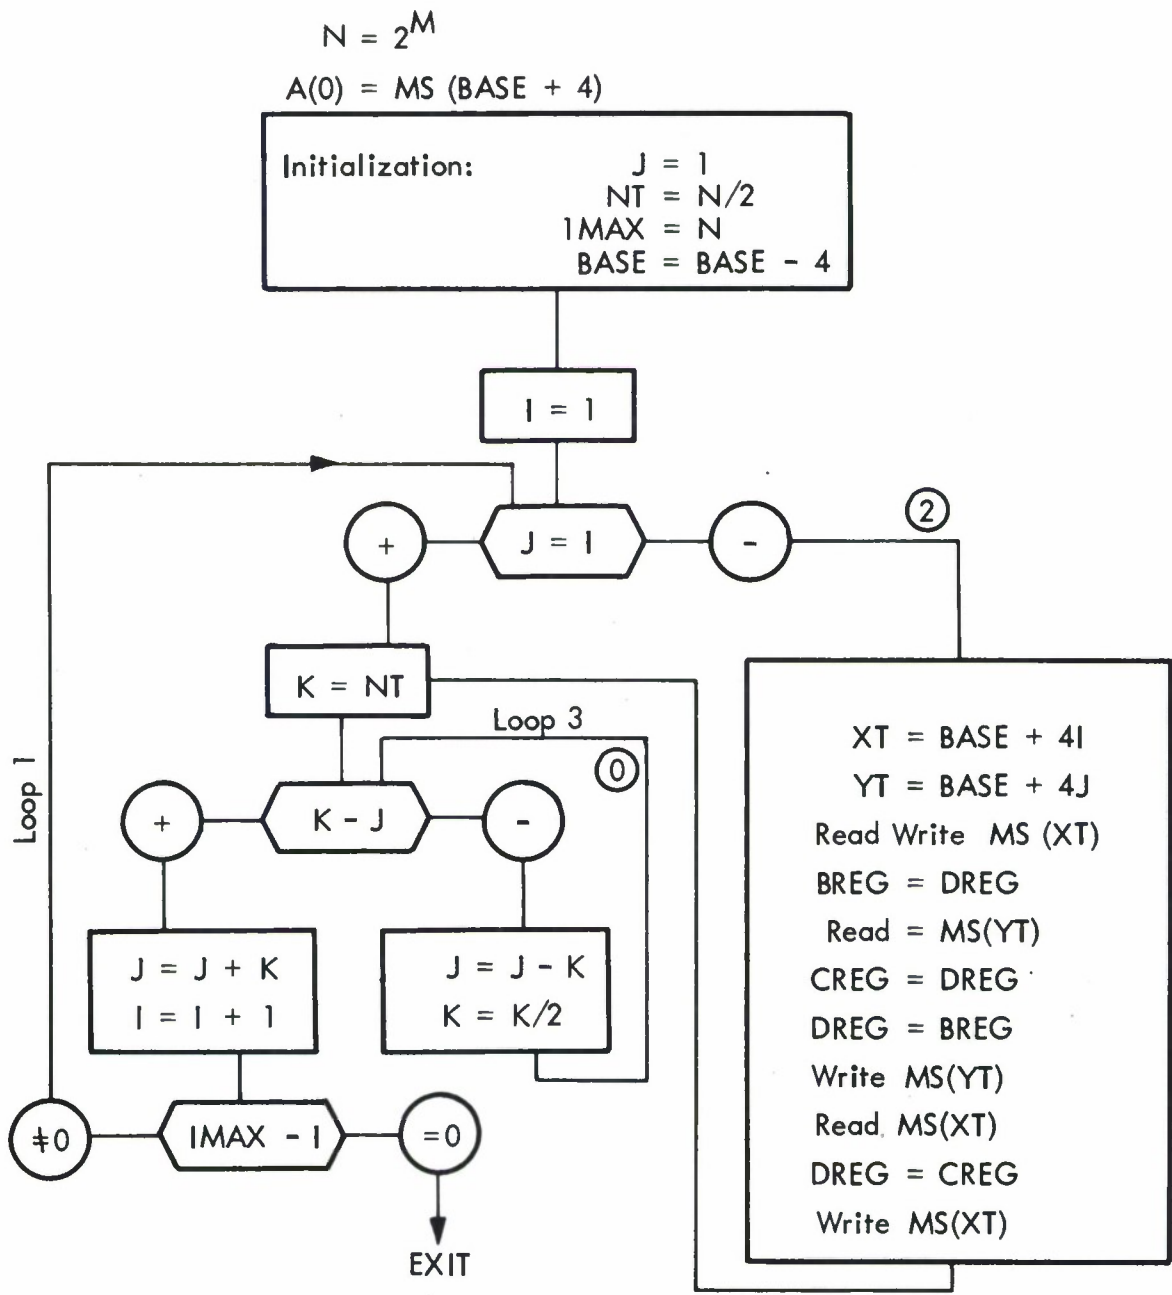 N = 2^M
A(0) = MS (BASE + 4)
Initialization: J = 1
NT = N/2
1MAX = N
BASE = BASE - 4
I = 1
J = I
+
-
2
K = NT
Loop 3
0
Loop 1
+
K - J
-
J = J + K
I = I + 1
J = J - K
K = K/2
≠0
IMAX - I
=0
EXIT
XT = BASE + 4I
YT = BASE + 4J
Read Write MS (XT)
BREG = DREG
Read = MS(YT)
CREG = DREG
DREG = BREG
Write MS(YT)
Read MS(XT)
DREG = CREG
Write MS(XT)